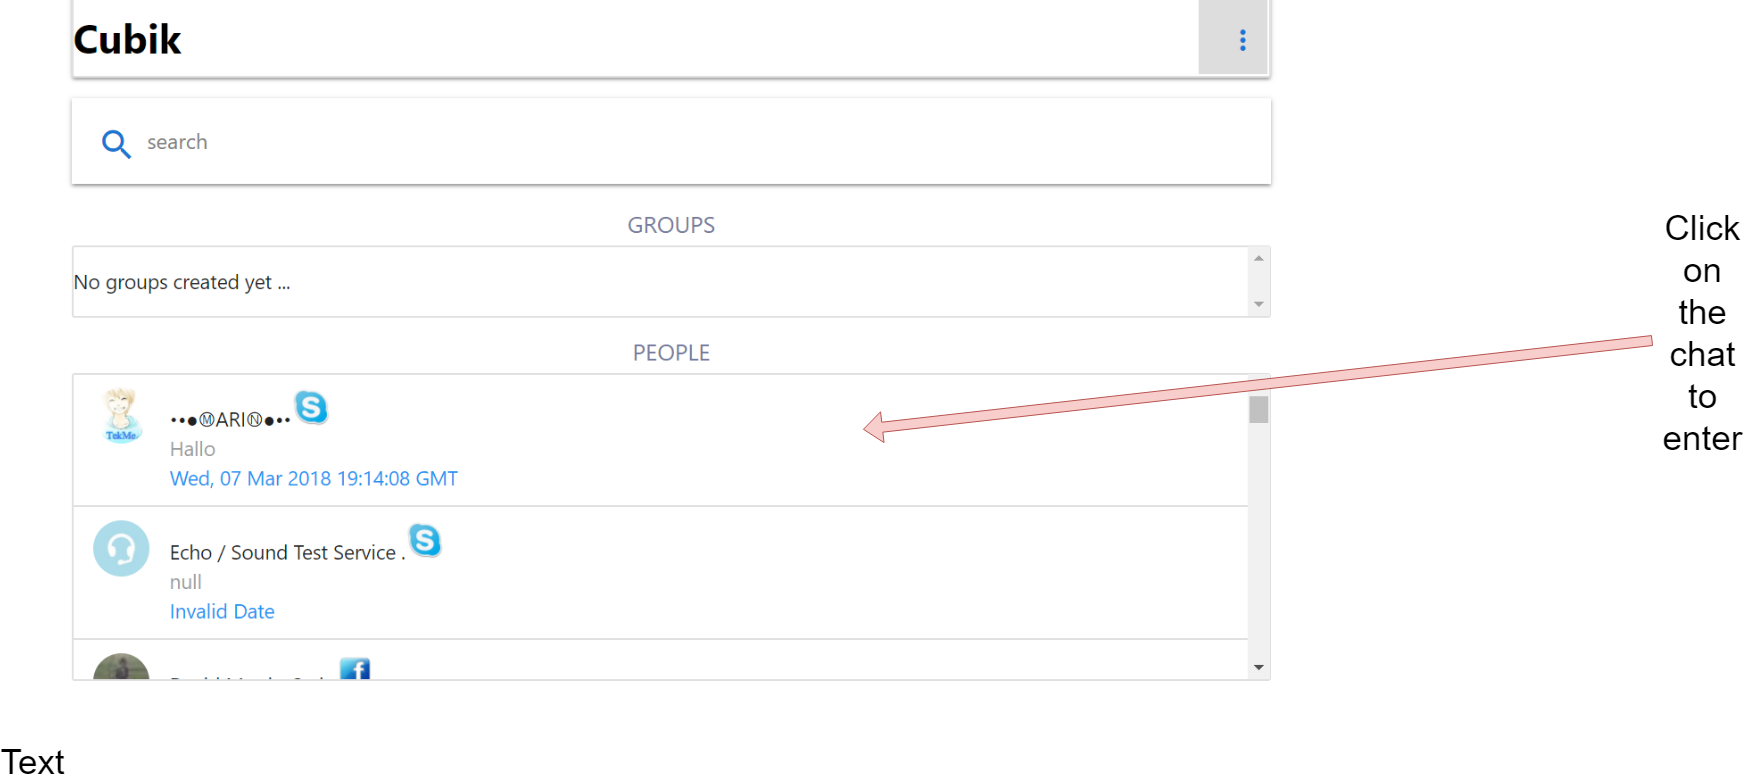 Cubik
search
GROUPS
No groups created yet ...
PEOPLE
••●ⓂARIⓃ●••
Hallo
Wed, 07 Mar 2018 19:14:08 GMT
Echo / Sound Test Service .
null
Invalid Date
Click
on
the
chat
to
enter
TekMe
Text